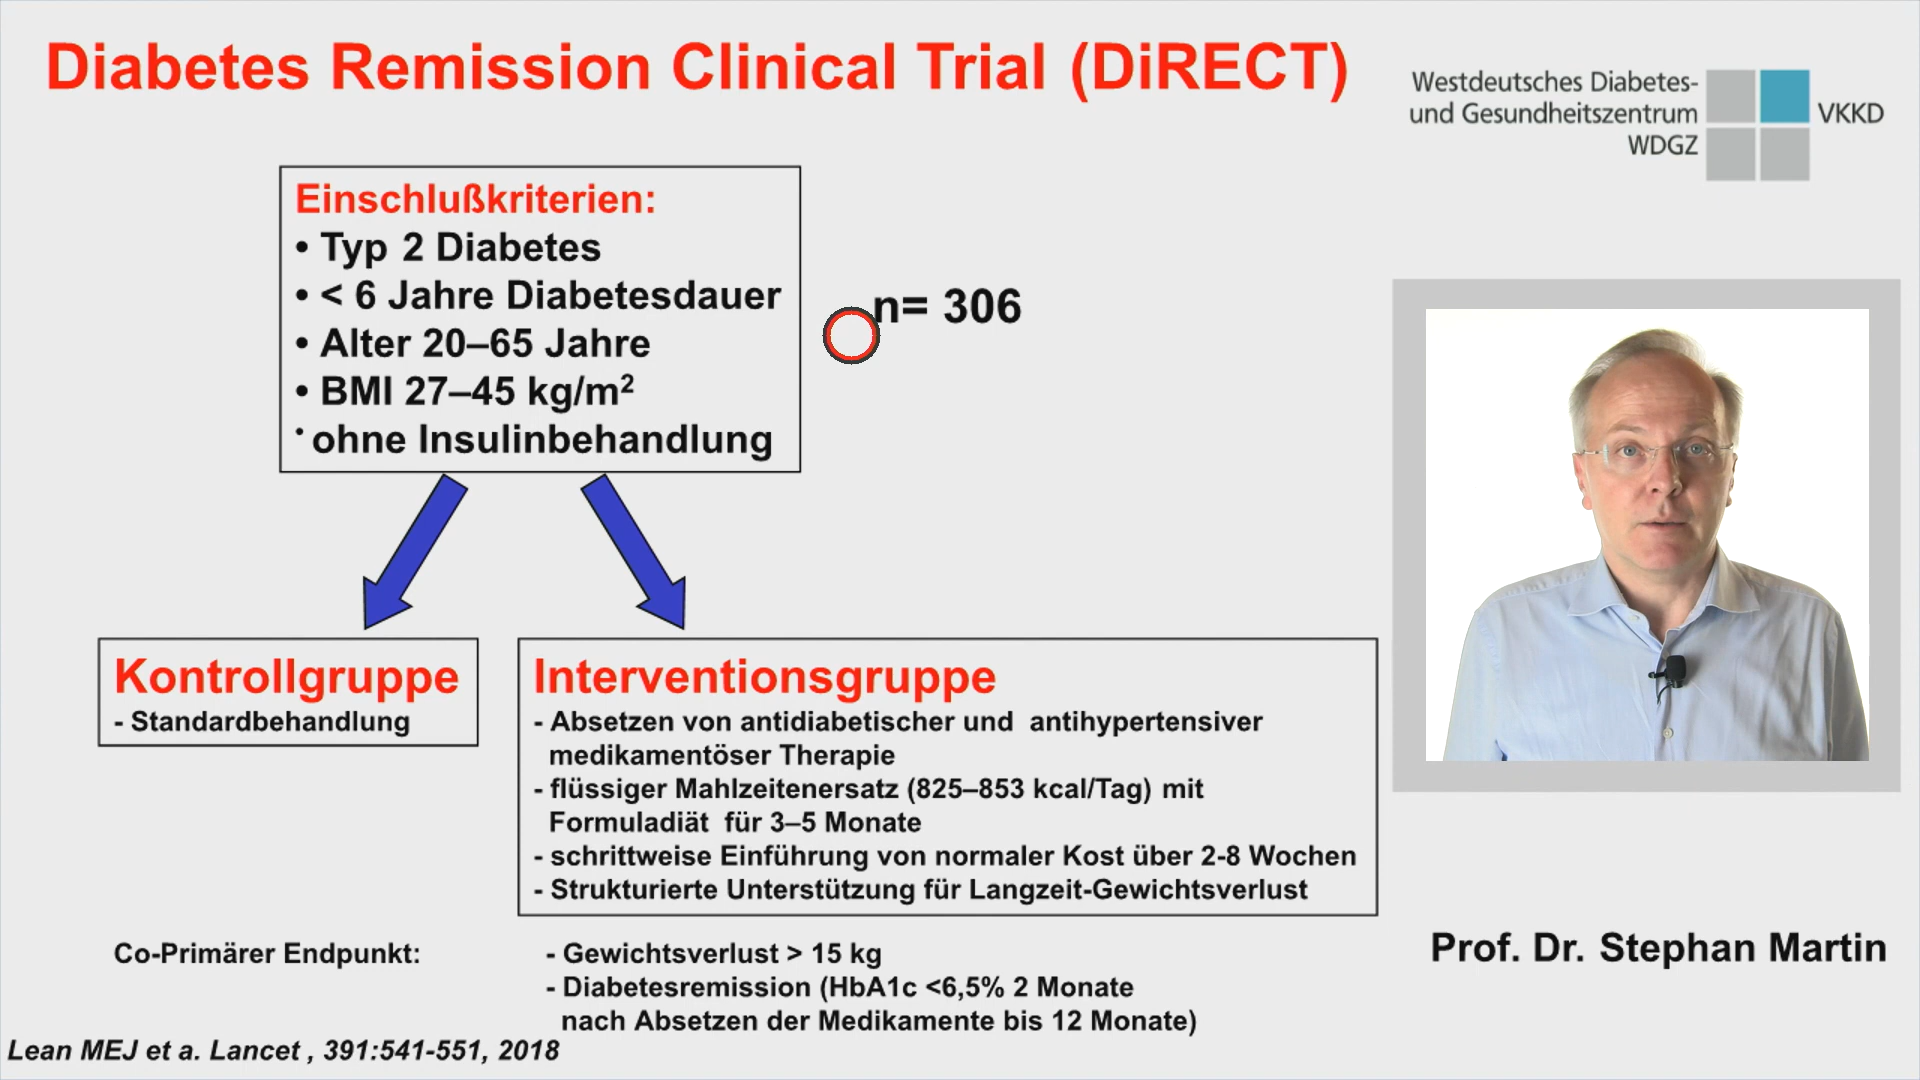 Diabetes Remission Clinical Trial (DiRECT)
Westdeutsches Diabetes-
und Gesundheitszentrum
WDGZ
VKKD
Einschlußkriterien:
• Typ 2 Diabetes
• < 6 Jahre Diabetesdauer
• Alter 20–65 Jahre
• BMI 27–45 kg/m²
• ohne Insulinbehandlung
n= 306
Kontrollgruppe
- Standardbehandlung
Interventionsgruppe
- Absetzen von antidiabetischer und antihypertensiver
medikamentöser Therapie
- flüssiger Mahlzeitenersatz (825–853 kcal/Tag) mit
Formuladiät für 3–5 Monate
- schrittweise Einführung von normaler Kost über 2-8 Wochen
- Strukturierte Unterstützung für Langzeit-Gewichtsverlust
Co-Primärer Endpunkt:
- Gewichtsverlust > 15 kg
- Diabetesremission (HbA1c <6,5% 2 Monate
nach Absetzen der Medikamente bis 12 Monate)
Lean MEJ et a. Lancet , 391:541-551, 2018
Prof. Dr. Stephan Martin